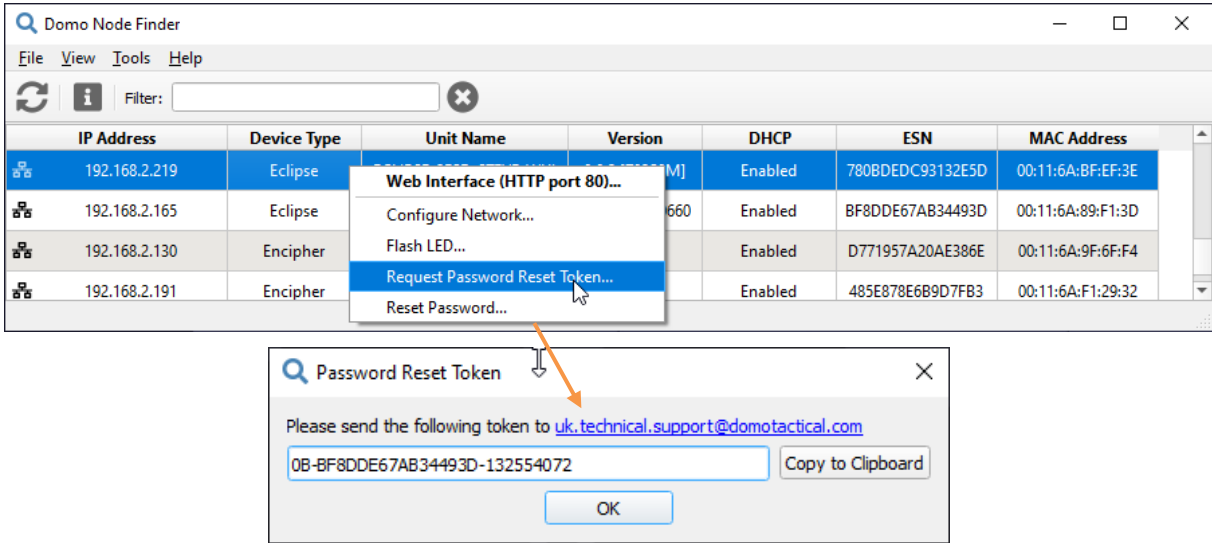 Domo Node Finder
File View Tools Help
Filter:
IP Address Device Type Unit Name Version DHCP ESN MAC Address
192.168.2.219 Eclipse M] Enabled 780BDEDC93132E5D 00:11:6A:BF:EF:3E
Web Interface (HTTP port 80)...
192.168.2.165 Eclipse 0660 Enabled BF8DDE67AB34493D 00:11:6A:89:F1:3D
Configure Network...
Flash LED...
192.168.2.130 Encipher Enabled D771957A20AE386E 00:11:6A:9F:6F:F4
Request Password Reset Token...
192.168.2.191 Encipher Enabled 485E878E6B9D7FB3 00:11:6A:F1:29:32
Reset Password...
Password Reset Token
Please send the following token to uk.technical.support@domotactical.com
0B-BF8DDE67AB34493D-132554072 Copy to Clipboard
OK